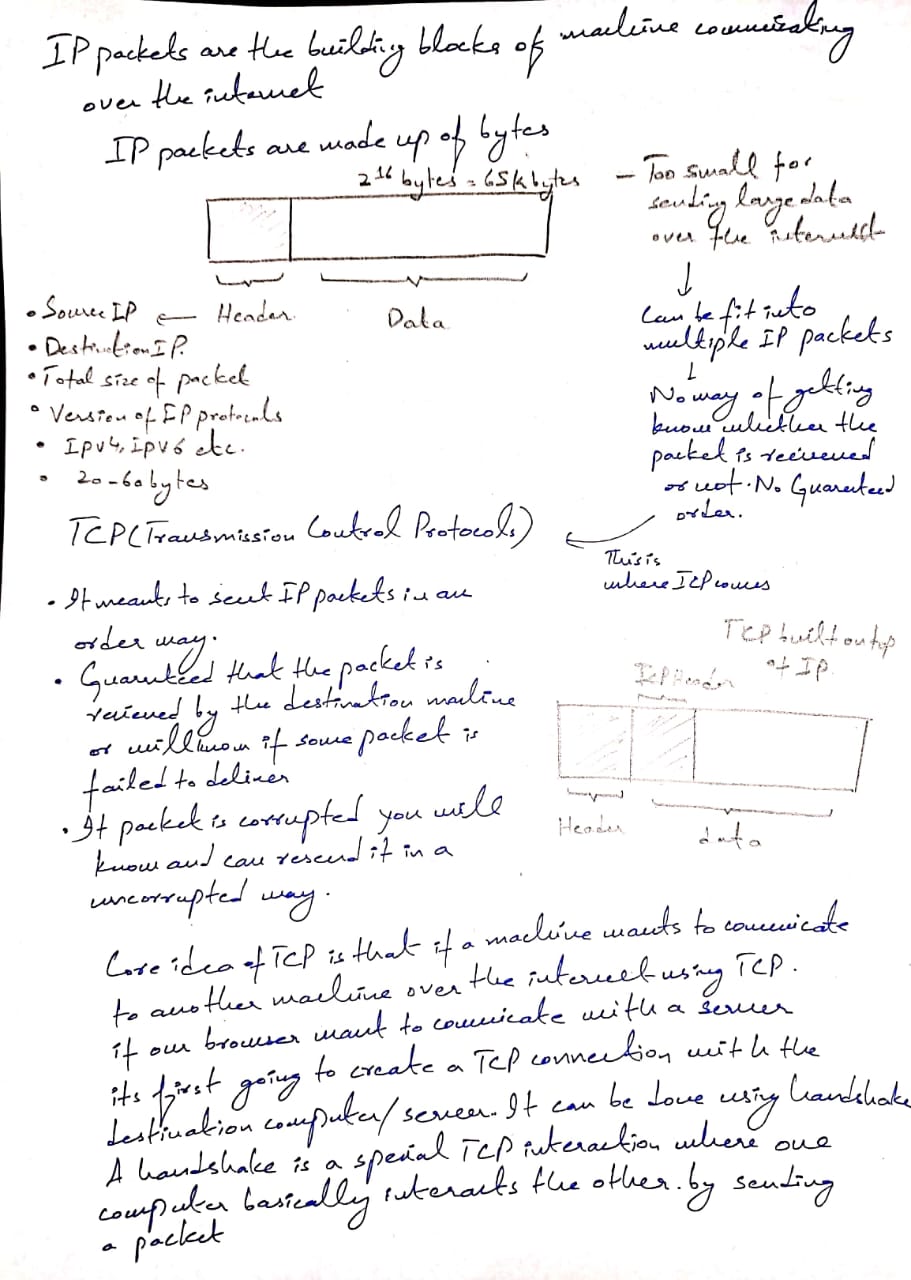 IP packets are the building blocks of machine communicating
over the internet
IP packets are made up of bytes
2^16 bytes = 65k bytes
Header
Data
• Source IP ←
• Destination IP.
• Total size of packet
• Version of IP protocols
• IPv4, IPv6 etc.
• 20-60 bytes
- Too small for
sending large data
over the internet
↓
Can be fit into
multiple IP packets
↓
No way of getting
know whether the
packet is recieved
or not. No Guaranteed
order.
This is
where TCP comes
TCP (Transmission Control Protocols)
• It meants to sent IP packets in an
order way.
• Guaranteed that the packet is
recieved by the destination machine
or will know if some packet is
failed to deliver
• If packet is corrupted you will
know and can resend it in a
uncorrupted way.
TCP built on top
of IP.
TCP Header
Header
data
Core idea of TCP is that if a machine wants to communicate
to another machine over the internet using TCP.
if our browser want to communicate with a server
its first going to create a TCP connection with the
destination computer/server. It can be done using handshake
A handshake is a special TCP interaction where one
computer basically interacts the other. by sending
a packet